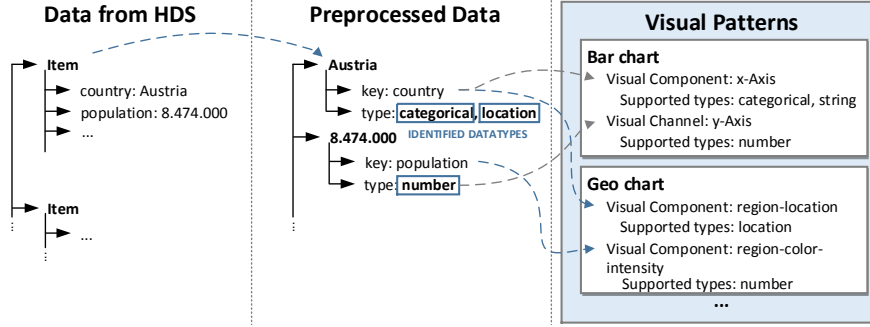 Data from HDS
Item
country: Austria
population: 8.474.000
...
Item
...
Preprocessed Data
Austria
key: country
type: categorical, location
IDENTIFIED DATATYPES
8.474.000
key: population
type: number
Visual Patterns
Bar chart
Visual Component: x-Axis
Supported types: categorical, string
Visual Channel: y-Axis
Supported types: number
Geo chart
Visual Component: region-location
Supported types: location
Visual Component: region-color-
intensity
Supported types: number
...